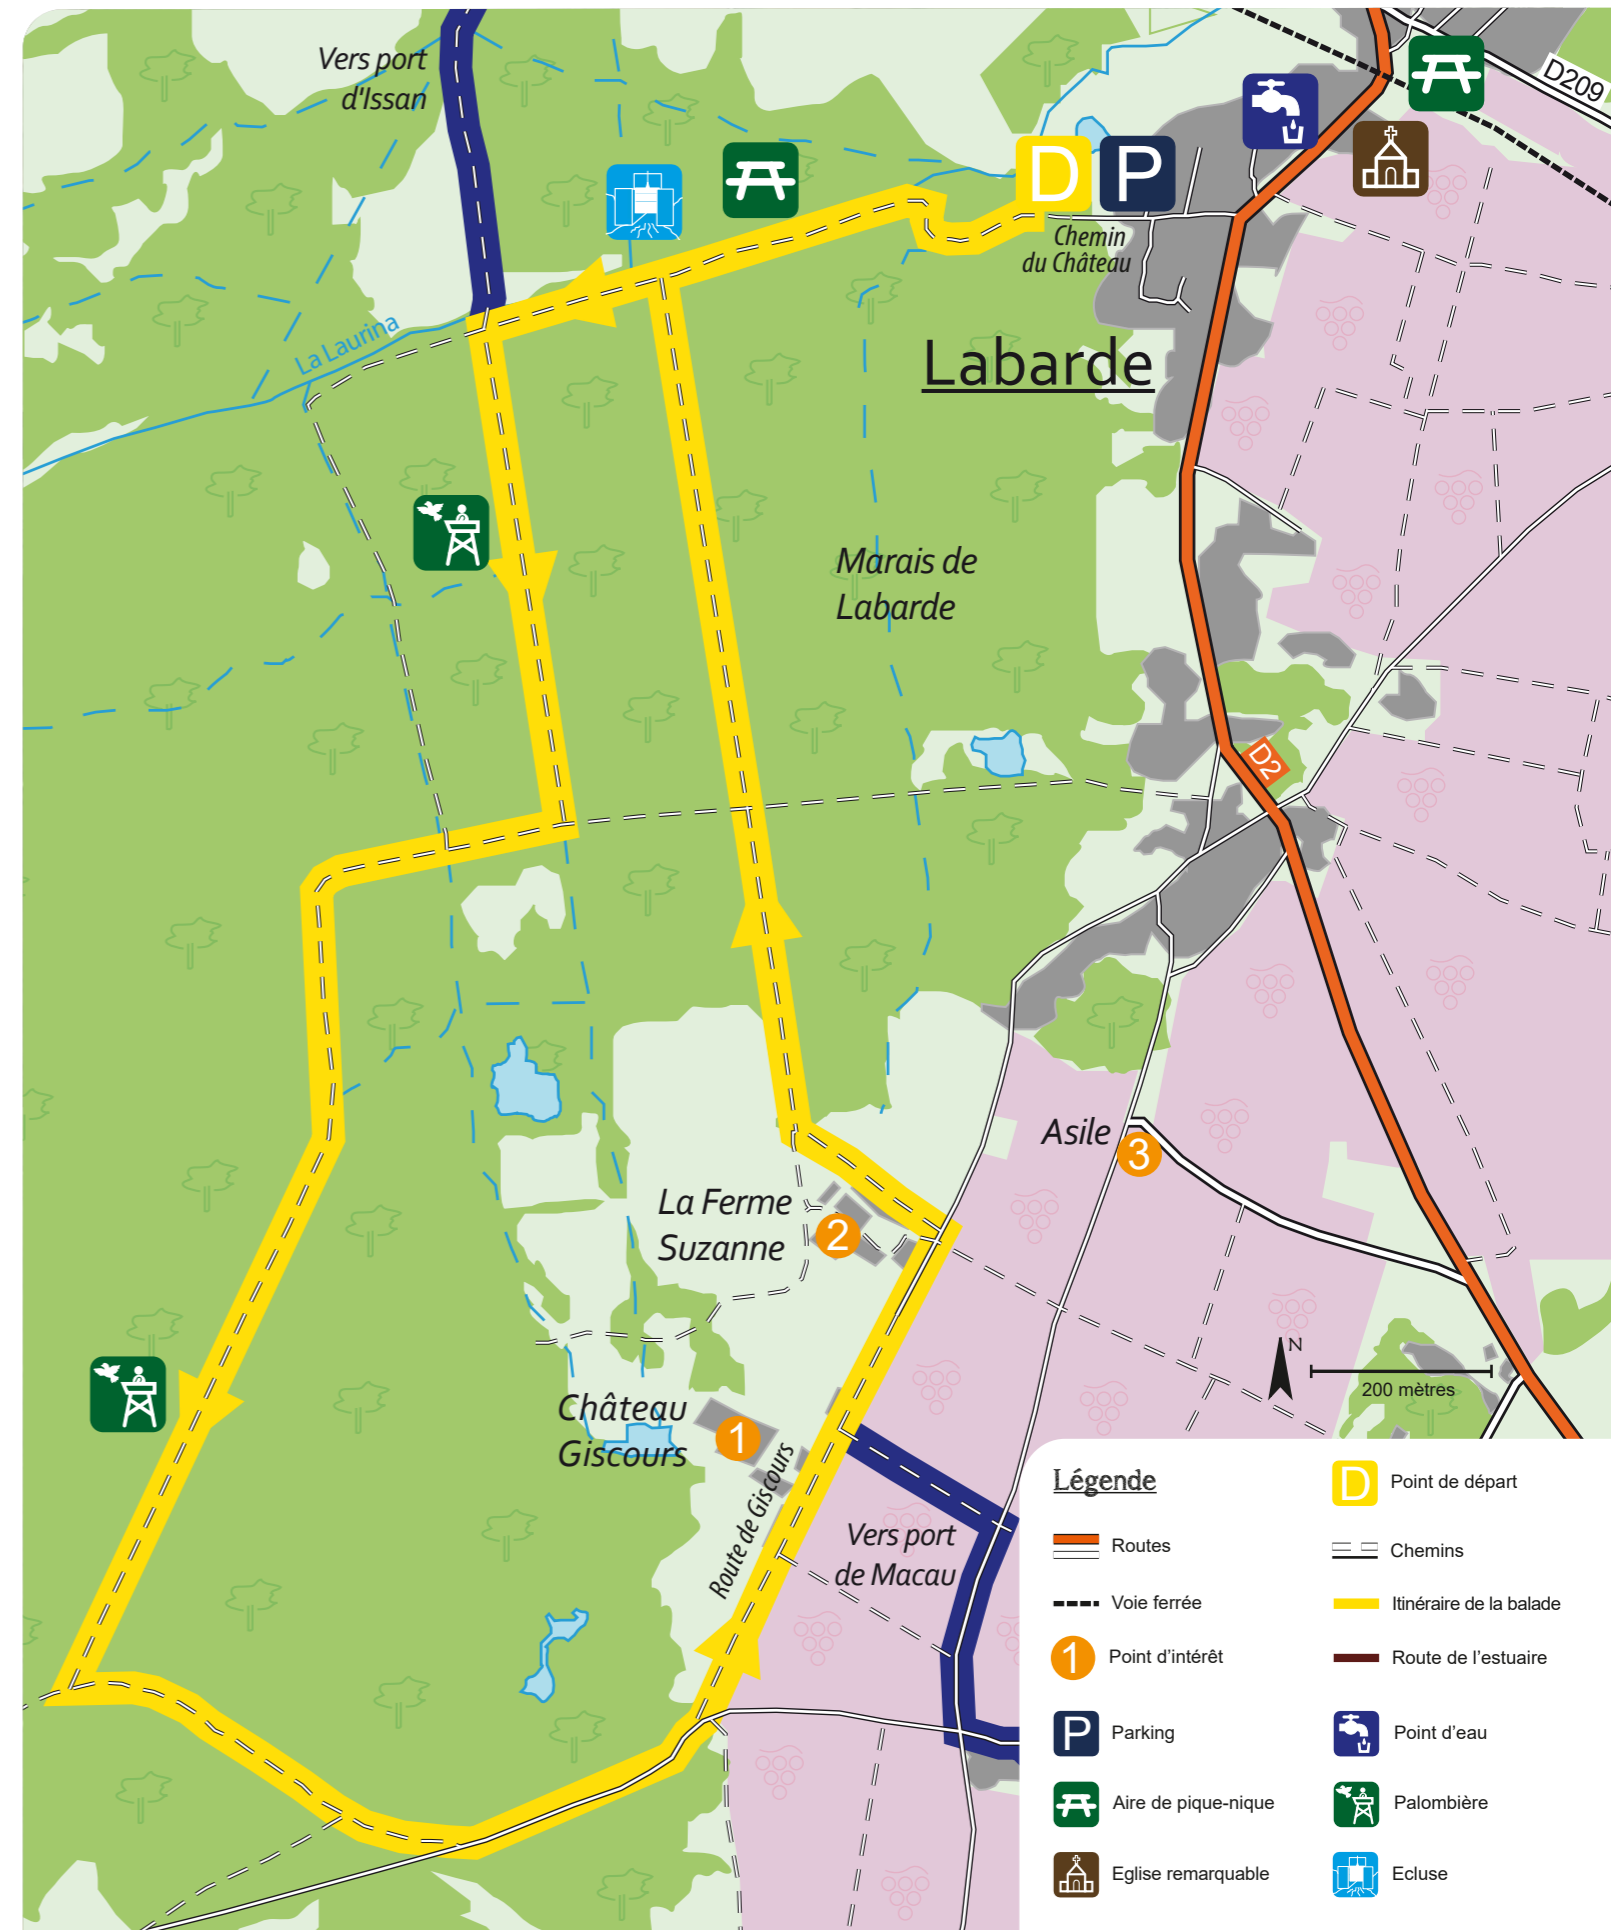 Vers port
d'Issan
D209
D
P
Chemin
du Château
La Laurina
Labarde
Marais de
Labarde
D2
Asile
3
La Ferme
Suzanne
2
N
200 mètres
Château
Giscours
1
Route de Giscours
Vers port
de Macau
Légende
D Point de départ
Routes
Chemins
Voie ferrée
Itinéraire de la balade
1 Point d'intérêt
Route de l'estuaire
P Parking
Point d'eau
Aire de pique-nique
Palombière
Eglise remarquable
Ecluse